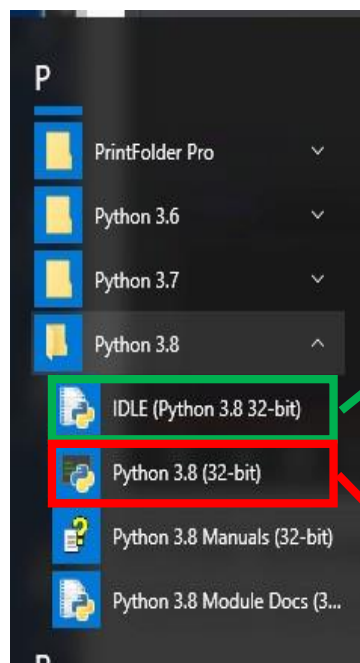 P
PrintFolder Pro
Python 3.6
Python 3.7
Python 3.8
IDLE (Python 3.8 32-bit)
Python 3.8 (32-bit)
Python 3.8 Manuals (32-bit)
Python 3.8 Module Docs (3...